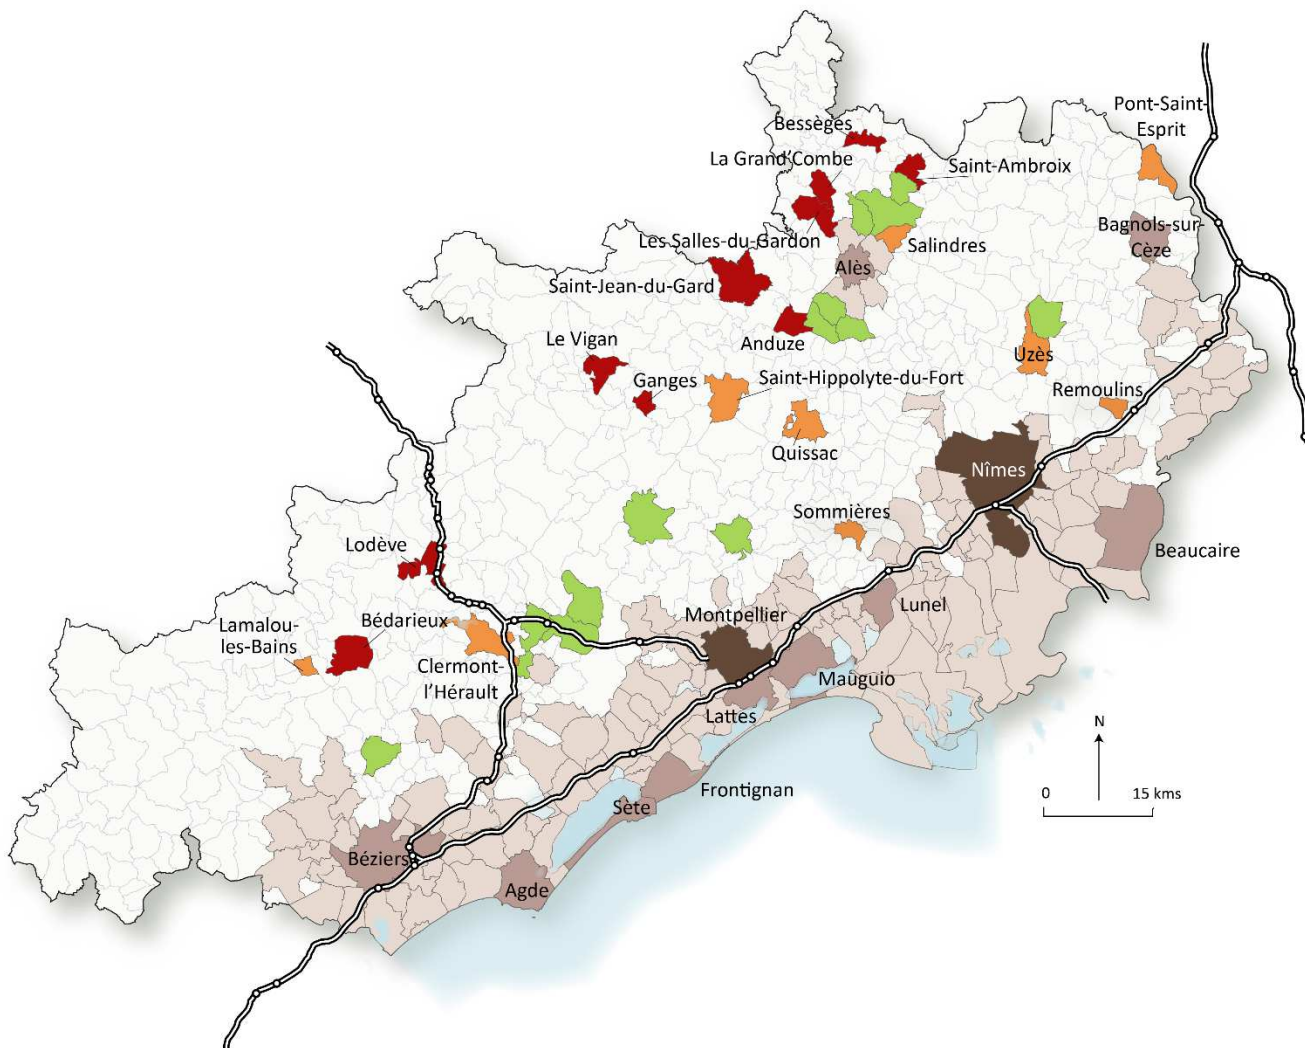 Pont-Saint-
Esprit
Bessèges
La Grand'Combe
Saint-Ambroix
Bagnols-sur-
Cèze
Les Salles-du-Gardon
Salindres
Alès
Saint-Jean-du-Gard
Anduze
Le Vigan
Uzès
Ganges
Saint-Hippolyte-du-Fort
Remoulins
Quissac
Nîmes
Sommières
Lodève
Beaucaire
Lunel
Montpellier
Bédarieux
Lamalou-
les-Bains
Clermont-
l'Hérault
Mauguio
Lattes
N
Frontignan
0 15 kms
Sète
Béziers
Agde